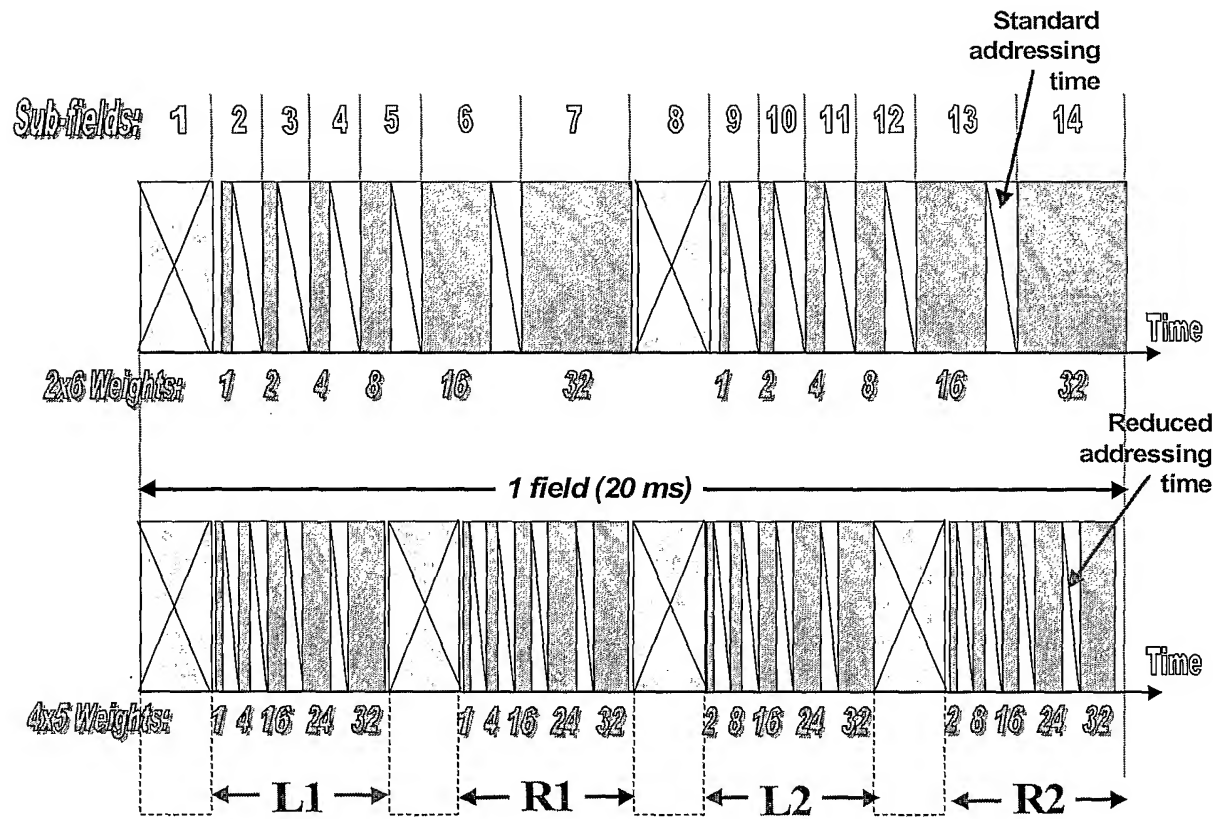 Standard
addressing
time
Sub-fields: 1 2 3 4 5 6 7 8 9 10 11 12 13 14
Time
2x6 Weights: 1 2 4 8 16 32 1 2 4 8 16 32
Reduced
addressing
time
1 field (20 ms)
Time
4x5 Weights: 1 4 16 24 32 1 4 16 24 32 2 8 16 24 32 2 8 16 24 32
L1 R1 L2 R2